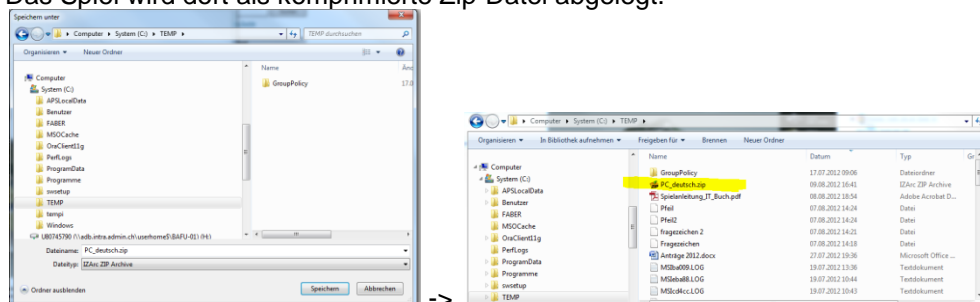 Das Spiel wird dort als komprimierte Zip-Datei abgelegt.
Speichern unter
Computer ▸ System (C:) ▸ TEMP ▸
TEMP durchsuchen
Organisieren ▾ Neuer Ordner
Name
Computer
System (C:)
APSLocalData
Benutzer
FABER
MSOCache
OraClient11g
PerfLogs
ProgramData
Programme
swsetup
TEMP
tempi
Windows
GroupPolicy 17.0
Dateiname: PC_deutsch.zip
Dateityp: IZArc ZIP Archive
Ordner ausblenden
Speichern Abbrechen
->
Computer ▸ System (C:) ▸ TEMP ▸
Organisieren ▾ In Bibliothek aufnehmen ▾ Freigeben für ▾ Brennen Neuer Ordner
Computer
System (C:)
APSLocalData
Benutzer
FABER
MSOCache
OraClient11g
PerfLogs
ProgramData
Programme
swsetup
TEMP
Name Datum Typ
GroupPolicy 17.07.2012 09:06 Dateiordner
PC_deutsch.zip 09.08.2012 16:41 IZArc ZIP Archive
Spielanleitung_IT_Buch.pdf 08.08.2012 18:54 Adobe Acrobat D...
Pfeil 07.08.2012 14:24 Datei
Pfeil2 07.08.2012 14:24 Datei
fragezeichen 2 07.08.2012 14:21 Datei
Fragezeichen 07.08.2012 14:18 Datei
Anträge 2012.docx 27.07.2012 19:36 Microsoft Office ...
MSIba009.LOG 19.07.2012 13:36 Textdokument
MSIeba88.LOG 19.07.2012 10:44 Textdokument
MSIcd4cc.LOG 19.07.2012 10:43 Textdokument